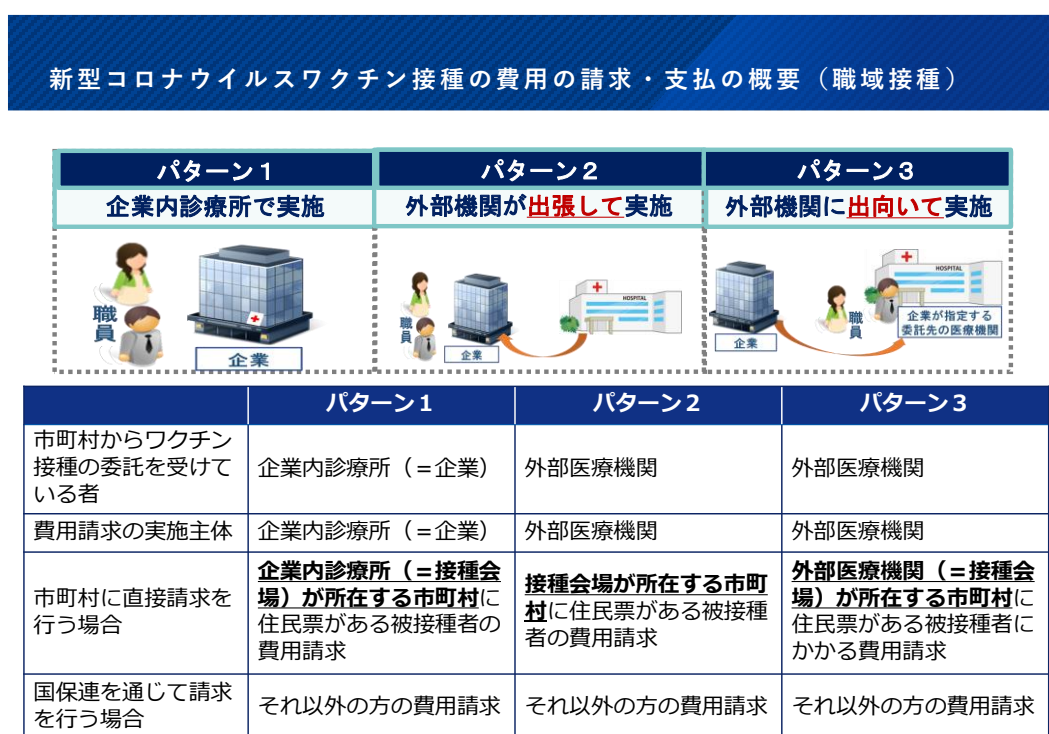 新型コロナウイルスワクチン接種の費用の請求・支払の概要（職域接種）
パターン１
パターン２
パターン３
企業内診療所で実施
外部機関が出張して実施
外部機関に出向いて実施
職員
企業
職員
企業
HOSPITAL
企業
職員
HOSPITAL
企業が指定する
委託先の医療機関
パターン１
パターン２
パターン３
市町村からワクチン
接種の委託を受けて
いる者
企業内診療所（＝企業）
外部医療機関
外部医療機関
費用請求の実施主体
企業内診療所（＝企業）
外部医療機関
外部医療機関
市町村に直接請求を
行う場合
企業内診療所（＝接種会
場）が所在する市町村に
住民票がある被接種者の
費用請求
接種会場が所在する市町
村に住民票がある被接種
者の費用請求
外部医療機関（＝接種会
場）が所在する市町村に
住民票がある被接種者に
かかる費用請求
国保連を通じて請求
を行う場合
それ以外の方の費用請求
それ以外の方の費用請求
それ以外の方の費用請求